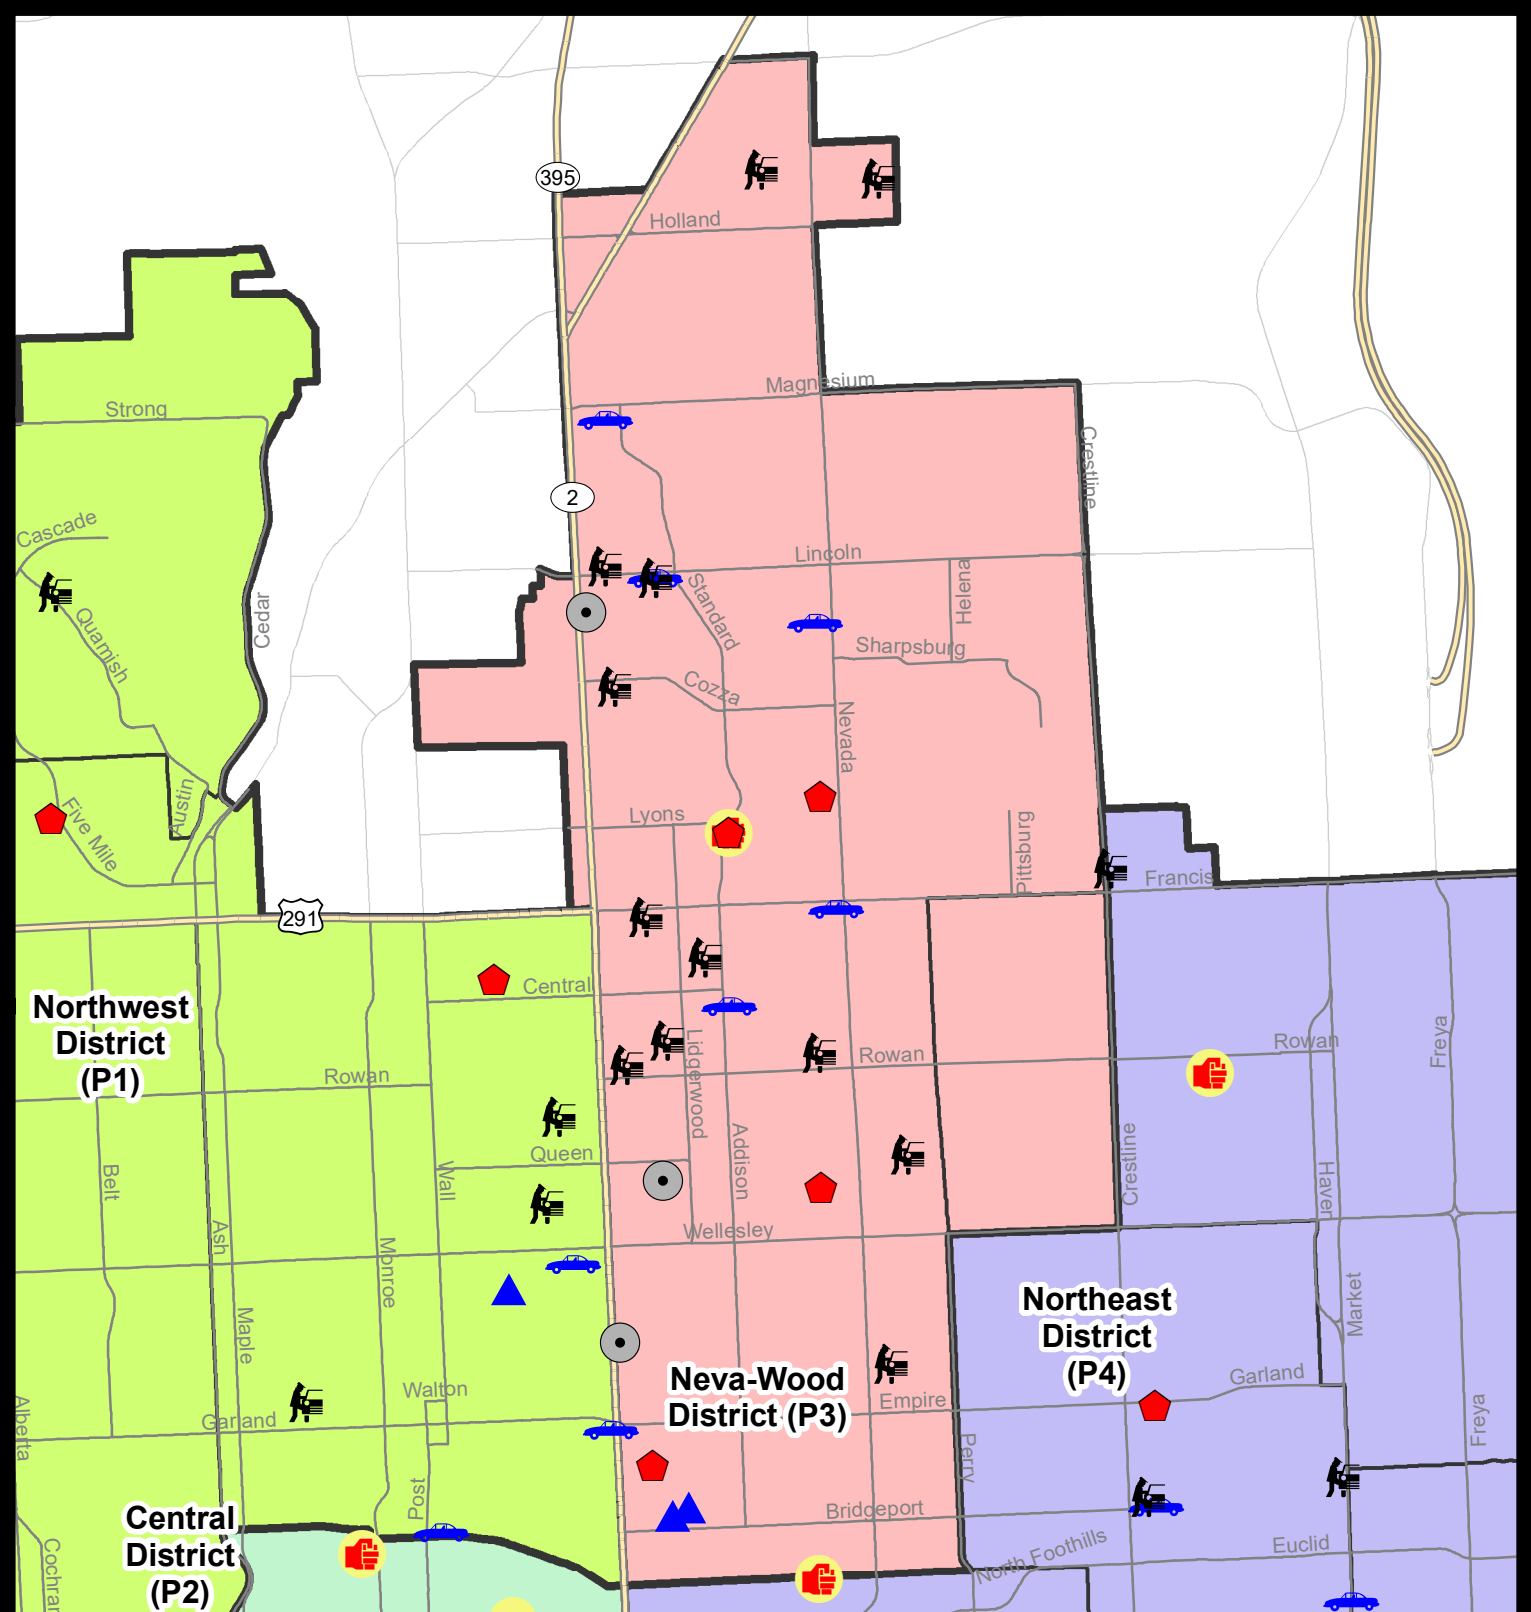 395
Holland
Magnesium
Strong
Crestline
2
Cascade
Lincoln
Standard
Helena
Cedar
Quamish
Sharpsburg
Cozza
Nevada
Austin
Five Mile
Lyons
Pittsburg
Francis
291
Central
Northwest
District
(P1)
Rowan
Lidgerwood
Rowan
Rowan
Freya
Belt
Wall
Queen
Addison
Crestline
Haven
Ash
Monroe
Wellesley
Maple
Northeast
District
(P4)
Market
Neva-Wood
District (P3)
Walton
Garland
Empire
Garland
Alberta
Freya
Perry
Post
Bridgeport
Central
District
(P2)
North Foothills
Euclid
Cochran